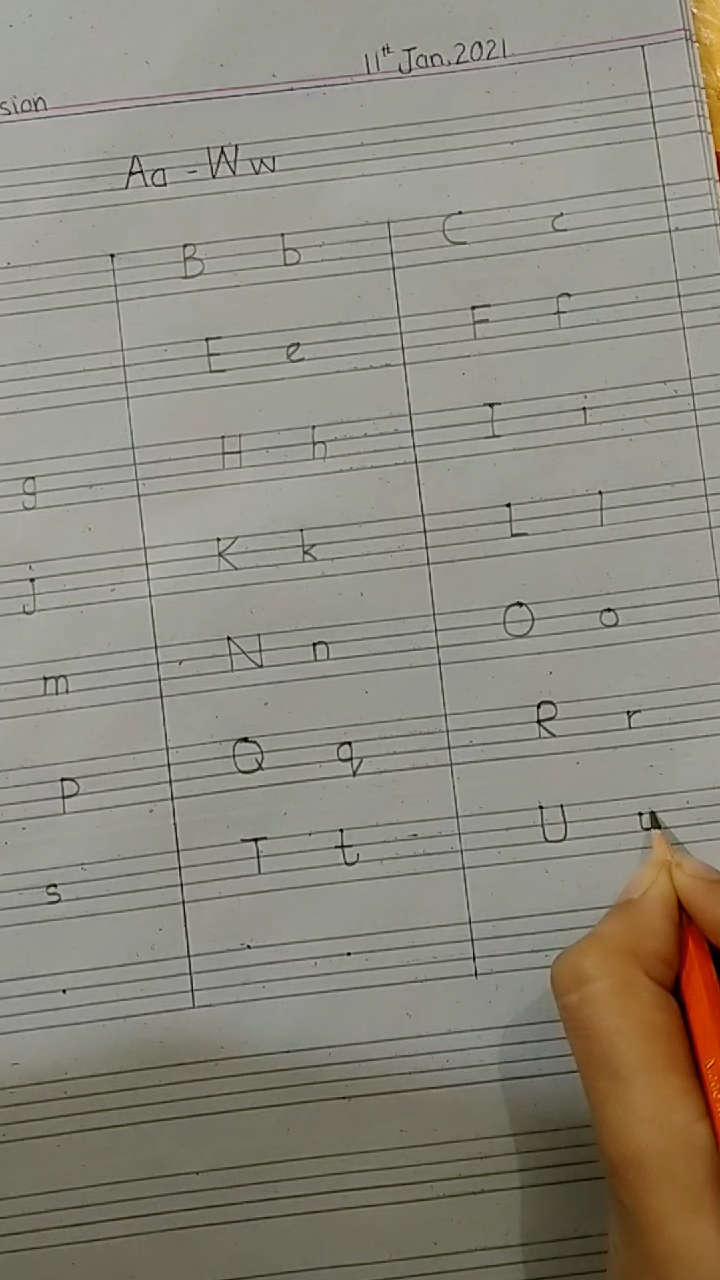 sion 11th Jan, 2021
Aa - Ww
B b C c
E e F f
g H h I i
j K k L l
m N n O o
p Q q R r
s T t U u